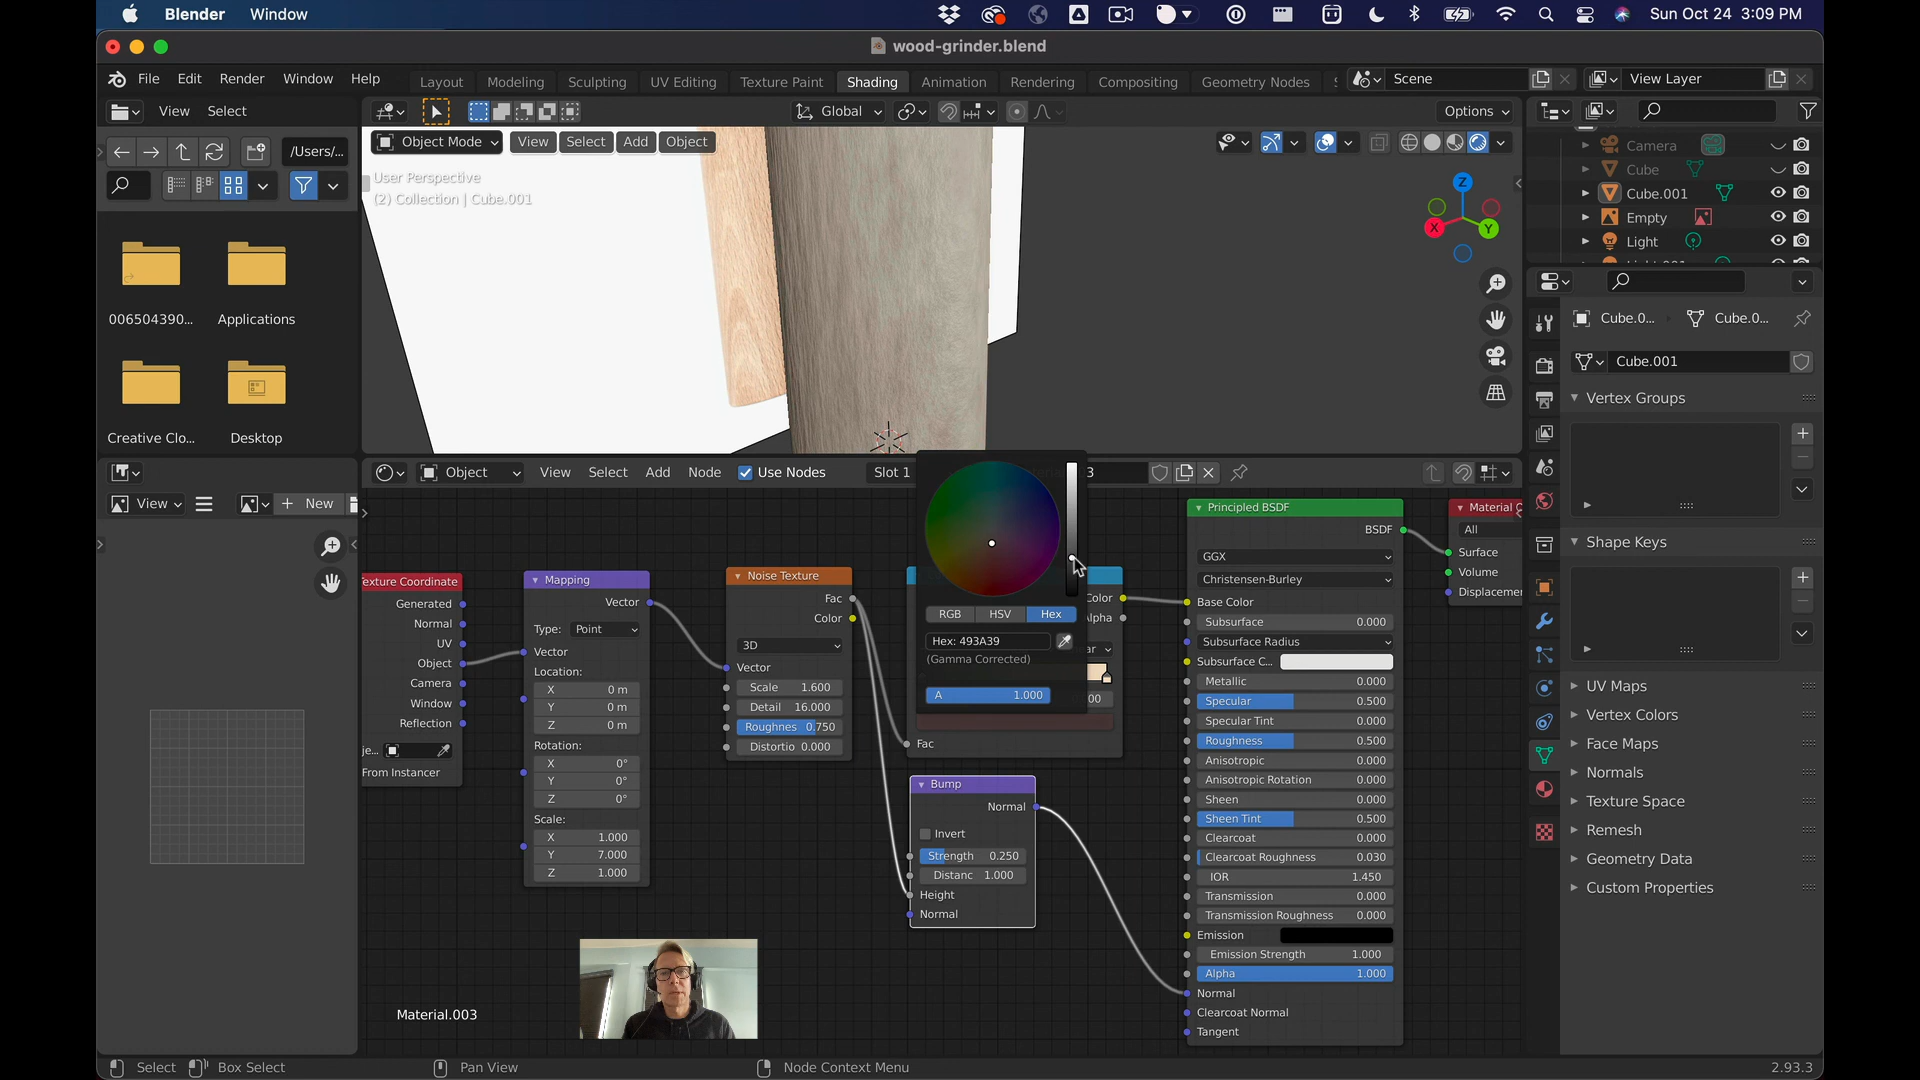 Blender Window
Sun Oct 24 3:09 PM
wood-grinder.blend
File Edit Render Window Help
Layout Modeling Sculpting UV Editing Texture Paint Shading Animation Rendering Compositing Geometry Nodes
Scene
View Layer
View Select
Global
Options
/Users/...
Object Mode View Select Add Object
User Perspective
(2) Collection | Cube.001
Z
X
Y
Camera
Cube
Cube.001
Empty
Light
006504390...
Applications
Creative Clo...
Desktop
Cube.0...
Cube.0...
Cube.001
Vertex Groups
Shape Keys
UV Maps
Vertex Colors
Face Maps
Normals
Texture Space
Remesh
Geometry Data
Custom Properties
View
New
Object View Select Add Node Use Nodes Slot 1
3
exture Coordinate
Generated
Normal
UV
Object
Camera
Window
Reflection
je...
From Instancer
Mapping
Vector
Type: Point
Vector
Location:
X 0 m
Y 0 m
Z 0 m
Rotation:
X 0°
Y 0°
Z 0°
Scale:
X 1.000
Y 7.000
Z 1.000
Noise Texture
Fac
Color
3D
Vector
Scale 1.600
Detail 16.000
Roughnes 0.750
Distortio 0.000
RGB HSV Hex
Hex: 493A39
(Gamma Corrected)
A 1.000
olor
lpha
ar
00
Fac
Bump
Normal
Invert
Strength 0.250
Distanc 1.000
Height
Normal
Principled BSDF
BSDF
GGX
Christensen-Burley
Base Color
Subsurface 0.000
Subsurface Radius
Subsurface C...
Metallic 0.000
Specular 0.500
Specular Tint 0.000
Roughness 0.500
Anisotropic 0.000
Anisotropic Rotation 0.000
Sheen 0.000
Sheen Tint 0.500
Clearcoat 0.000
Clearcoat Roughness 0.030
IOR 1.450
Transmission 0.000
Transmission Roughness 0.000
Emission
Emission Strength 1.000
Alpha 1.000
Normal
Clearcoat Normal
Tangent
Material O
All
Surface
Volume
Displacemen
Material.003
Select Box Select Pan View Node Context Menu
2.93.3